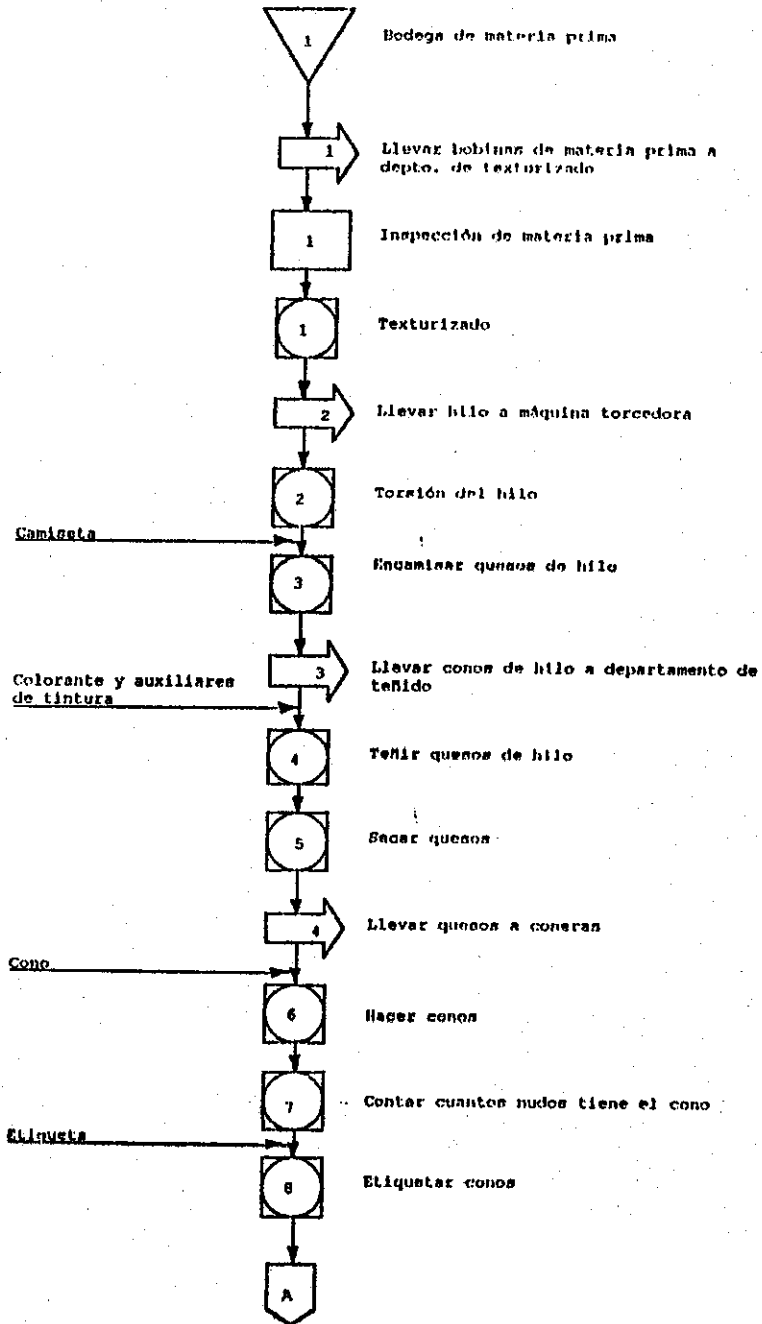 1
Bodega de materia prima
1
Llevar bobinas de materia prima a
depto. de texturizado
1
Inspección de materia prima
1
Texturizado
2
Llevar hilo a máquina torcedora
2
Torsión del hilo
Camiseta
3
Encamisar quesos de hilo
3
Llevar conos de hilo a departamento de
teñido
Colorante y auxiliares
de tintura
4
Teñir quesos de hilo
5
Secar quesos
4
Llevar quesos a coneras
Cono
6
Hacer conos
7
Contar cuantos nudos tiene el cono
Etiqueta
8
Etiquetar conos
A